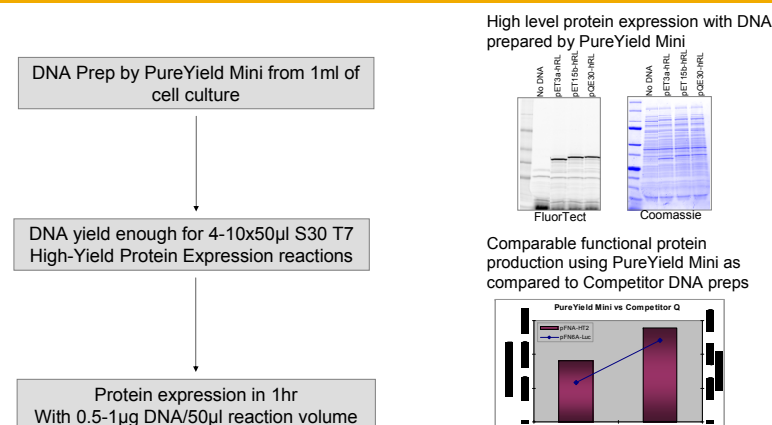 DNA Prep by PureYield Mini from 1ml of
cell culture
DNA yield enough for 4-10x50µl S30 T7
High-Yield Protein Expression reactions
Protein expression in 1hr
With 0.5-1µg DNA/50µl reaction volume
High level protein expression with DNA
prepared by PureYield Mini
No DNA
pET3a-hRL
pET15b-hRL
pQE30-hRL
No DNA
pET3a-hRL
pET15b-hRL
pQE30-hRL
FluorTect
Coomassie
Comparable functional protein
production using PureYield Mini as
compared to Competitor DNA preps
PureYield Mini vs Competitor Q
pFNA-HT2
pFN6A-Luc